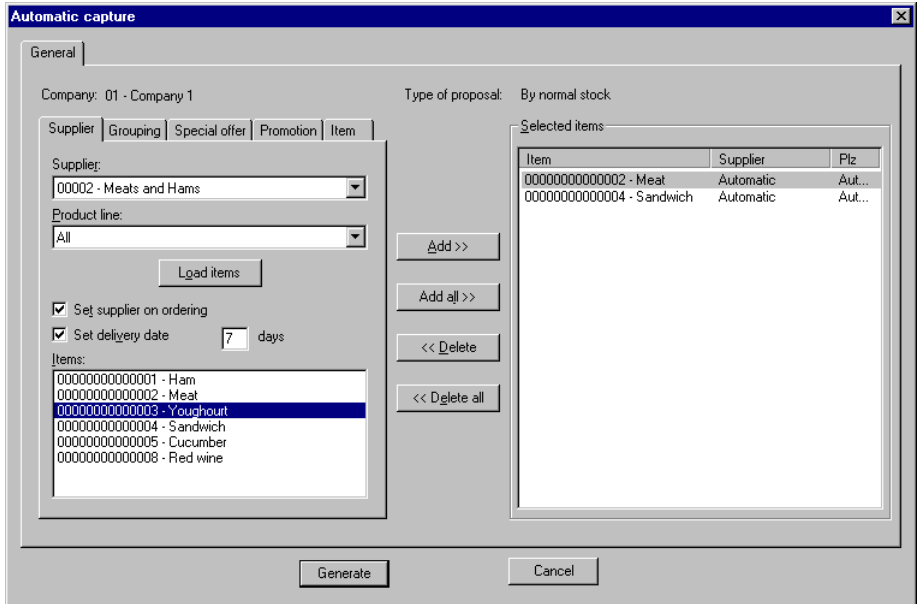 Automatic capture
General
Company: 01 - Company 1
Type of proposal: By normal stock
Supplier Grouping Special offer Promotion Item
Supplier:
00002 - Meats and Hams
Product line:
All
Load items
Set supplier on ordering
Set delivery date 7 days
Items:
00000000000001 - Ham
00000000000002 - Meat
00000000000003 - Youghourt
00000000000004 - Sandwich
00000000000005 - Cucumber
00000000000008 - Red wine
Add >>
Add all >>
<< Delete
<< Delete all
Selected items
Item Supplier Plz
00000000000002 - Meat Automatic Aut...
00000000000004 - Sandwich Automatic Aut...
Generate
Cancel